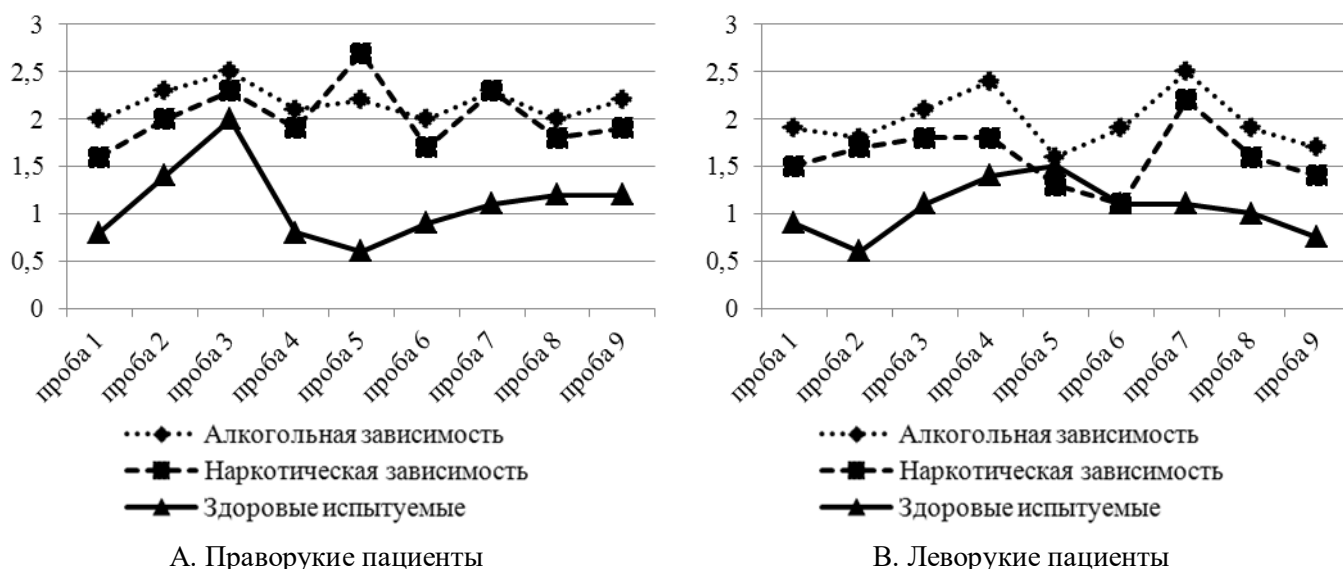 3
2,5
2
1,5
1
0,5
0
проба 1
проба 2
проба 3
проба 4
проба 5
проба 6
проба 7
проба 8
проба 9
Алкогольная зависимость
Наркотическая зависимость
Здоровые испытуемые
А. Праворукие пациенты
3
2,5
2
1,5
1
0,5
0
проба 1
проба 2
проба 3
проба 4
проба 5
проба 6
проба 7
проба 8
проба 9
Алкогольная зависимость
Наркотическая зависимость
Здоровые испытуемые
В. Леворукие пациенты